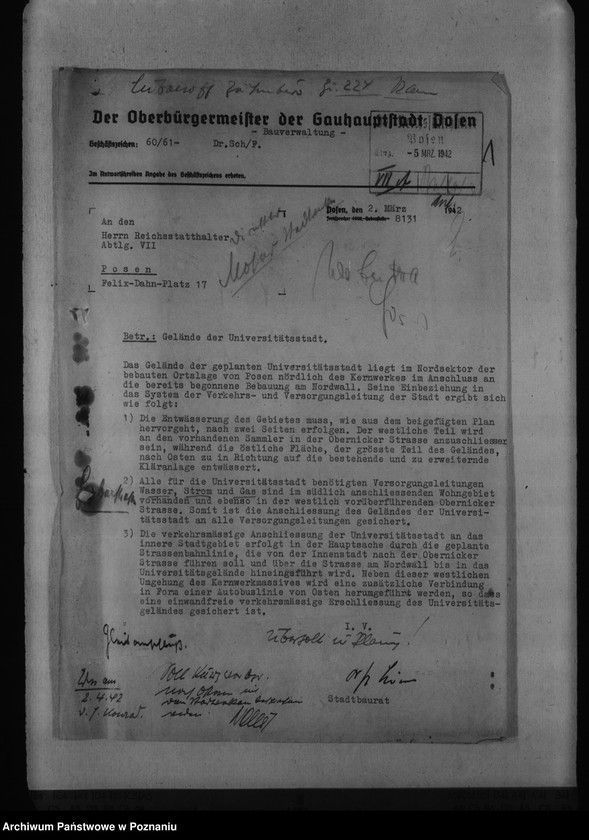 Der Oberbürgermeister der Gauhauptstadt Posen
- Bauverwaltung -
Geschäftszeichen: 60/61- Dr.Sch/F.
Posen
- 5 MRZ. 1942
VII A
Im Antwortschreiben Angabe des Geschäftszeichens erbeten.
Posen, den 2. März 1942
8131
An den
Herrn Reichsstatthalter
Abtlg. VII
Posen
Felix-Dahn-Platz 17
Betr.: Gelände der Universitätsstadt.
Das Gelände der geplanten Universitätsstadt liegt im Nordsektor der
bebauten Ortslage von Posen nördlich des Kernwerkes im Anschluss an
die bereits begonnene Bebauung am Nordwall. Seine Einbeziehung in
das System der Verkehrs- und Versorgungsleitung der Stadt ergibt sich
wie folgt:
1) Die Entwässerung des Gebietes muss, wie aus dem beigefügten Plan
hervorgeht, nach zwei Seiten erfolgen. Der westliche Teil wird
an den vorhandenen Sammler in der Obernicker Strasse anzuschliessen
sein, während die östliche Fläche, der grösste Teil des Geländes,
nach Osten zu in Richtung auf die bestehende und zu erweiternde
Kläranlage entwässert.
2) Alle für die Universitätsstadt benötigten Versorgungsleitungen
Wasser, Strom und Gas sind im südlich anschliessenden Wohngebiet
vorhanden und ebenso in der westlich vorüberführenden Obernicker
Strasse. Somit ist die Anschliessung des Geländes der Universi-
tätsstadt an alle Versorgungsleitungen gesichert.
3) Die verkehrsmässige Anschliessung der Universitätsstadt an das
innere Stadtgebiet erfolgt in der Hauptsache durch die geplante
Strassenbahnlinie, die von der Innenstadt nach der Obernicker
Strasse führen soll und über die Strasse am Nordwall bis in das
Universitätsgelände hineingeführt wird. Neben dieser westlichen
Umgehung des Kernwerkmassives wird eine zusätzliche Verbindung
in Form einer Autobuslinie von Osten herumgeführt werden, so dass
eine einwandfreie verkehrsmässige Erschliessung des Universitäts-
geländes gesichert ist.
I. V.
Stadtbaurat
2.4.42
Archiwum Państwowe w Poznaniu